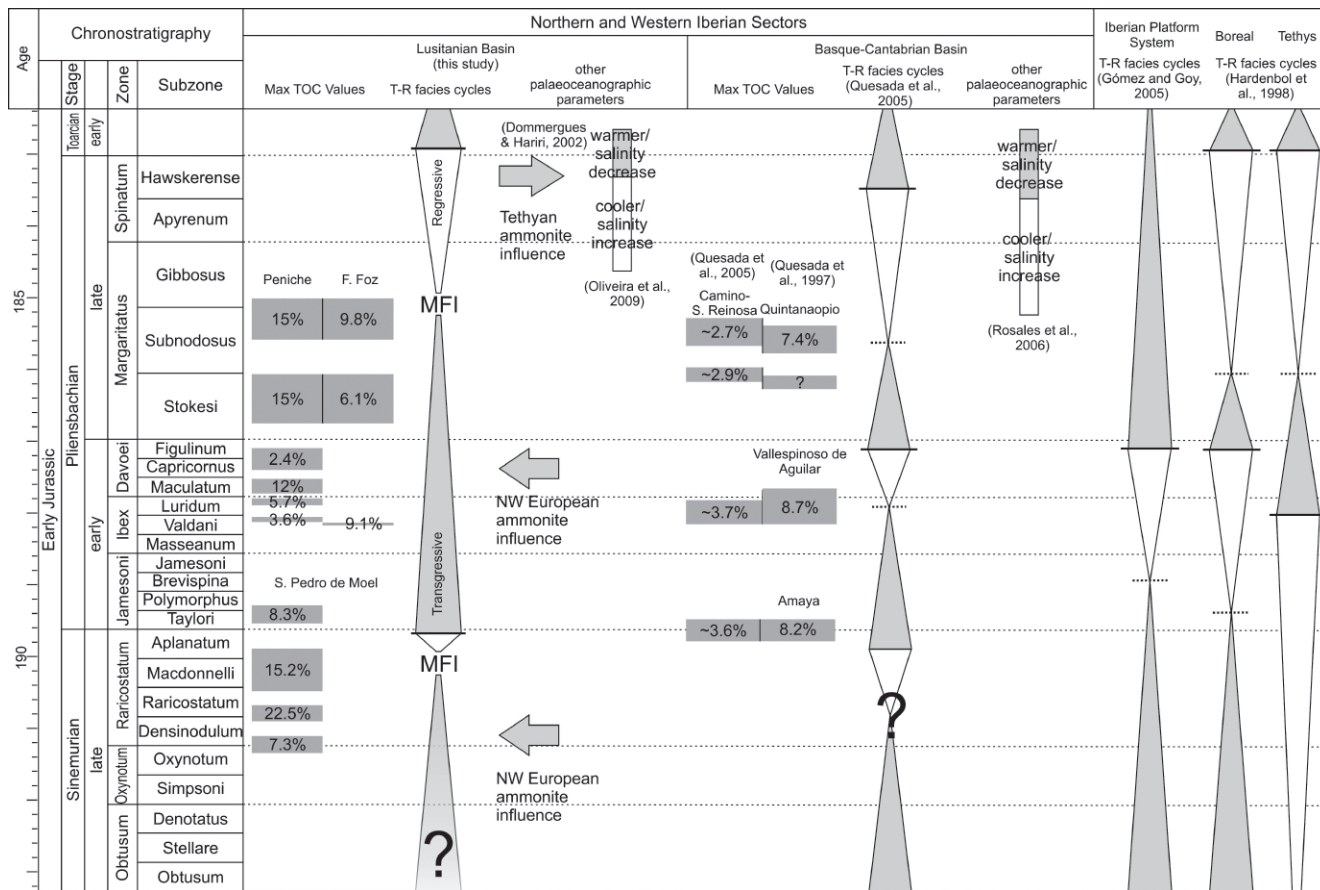 Age
Chronostratigraphy
Stage
Zone
Subzone
Northern and Western Iberian Sectors
Lusitanian Basin
(this study)
Max TOC Values
T-R facies cycles
other
palaeoceanographic
parameters
Basque-Cantabrian Basin
Max TOC Values
T-R facies cycles
(Quesada et al.,
2005)
other
palaeoceanographic
parameters
Iberian Platform
System
T-R facies cycles
(Gómez and Goy,
2005)
Boreal
Tethys
T-R facies cycles
(Hardenbol et
al., 1998)
185
190
Early Jurassic
Toarcian
early
Pliensbachian
late
early
Sinemurian
late
Spinatum
Margaritatus
Davoei
Ibex
Jamesoni
Raricostatum
Oxynotum
Obtusum
Hawskerense
Apyrenum
Gibbosus
Subnodosus
Stokesi
Figulinum
Capricornus
Maculatum
Luridum
Valdani
Masseanum
Jamesoni
Brevispina
Polymorphus
Taylori
Aplanatum
Macdonnelli
Raricostatum
Densinodulum
Oxynotum
Simpsoni
Denotatus
Stellare
Obtusum
Peniche
F. Foz
15%
9.8%
15%
6.1%
2.4%
12%
5.7%
3.6%
9.1%
S. Pedro de Moel
8.3%
15.2%
22.5%
7.3%
Regressive
MFI
Transgressive
MFI
?
(Dommergues
& Hariri, 2002)
Tethyan
ammonite
influence
NW European
ammonite
influence
NW European
ammonite
influence
warmer/
salinity
decrease
cooler/
salinity
increase
(Oliveira et al.,
2009)
(Quesada et
al., 2005)
(Quesada et
al., 1997)
Camino-
S. Reinosa
Quintanaopio
~2.7%
7.4%
~2.9%
?
Vallespinoso de
Aguilar
~3.7%
8.7%
Amaya
~3.6%
8.2%
?
warmer/
salinity
decrease
cooler/
salinity
increase
(Rosales et al.,
2006)